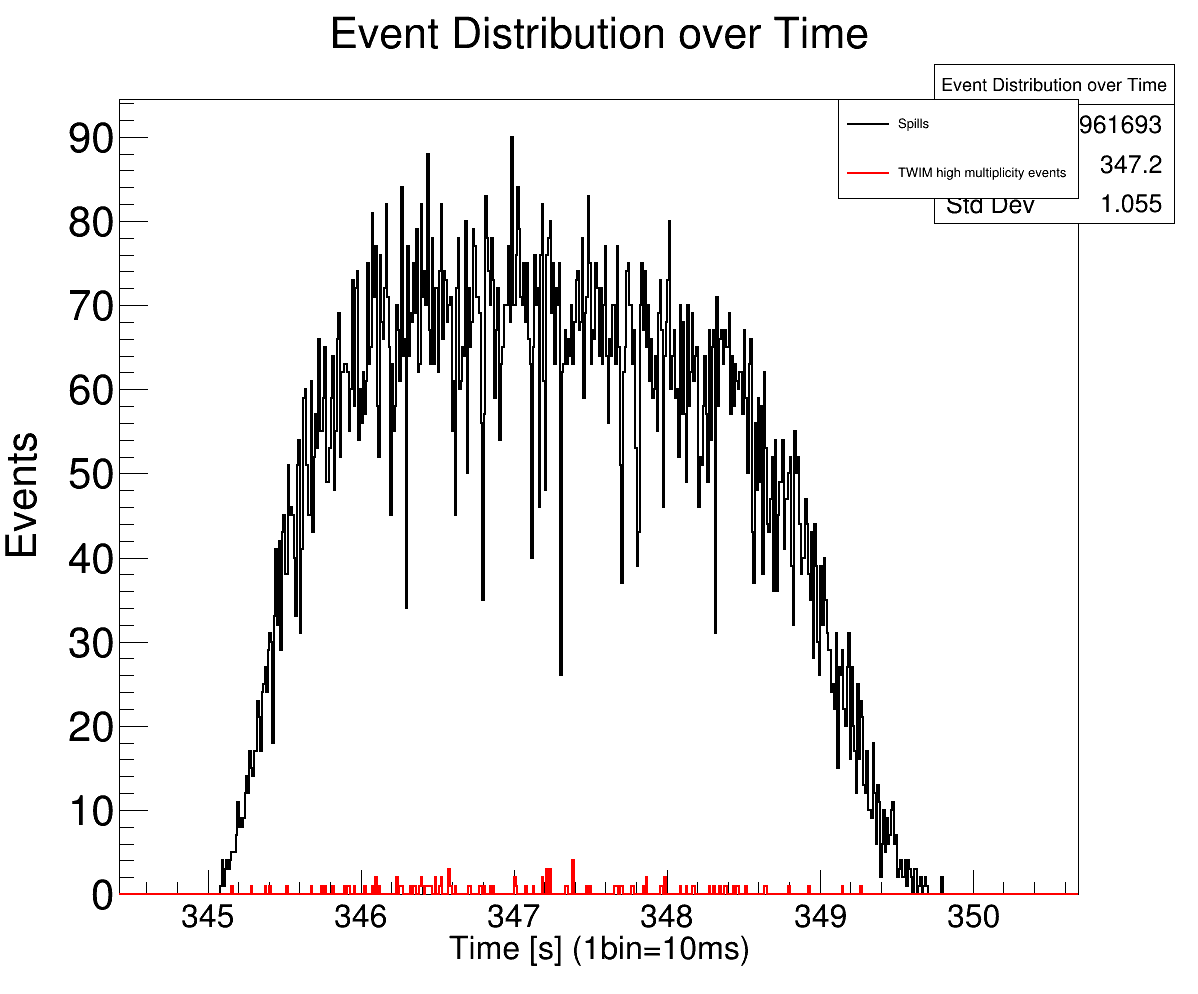 Event Distribution over Time
Event Distribution over Time
Spills
961693
TWIM high multiplicity events
347.2
Std Dev
1.055
90
80
70
60
50
40
30
20
10
0
Events
345
346
347
348
349
350
Time [s] (1bin=10ms)